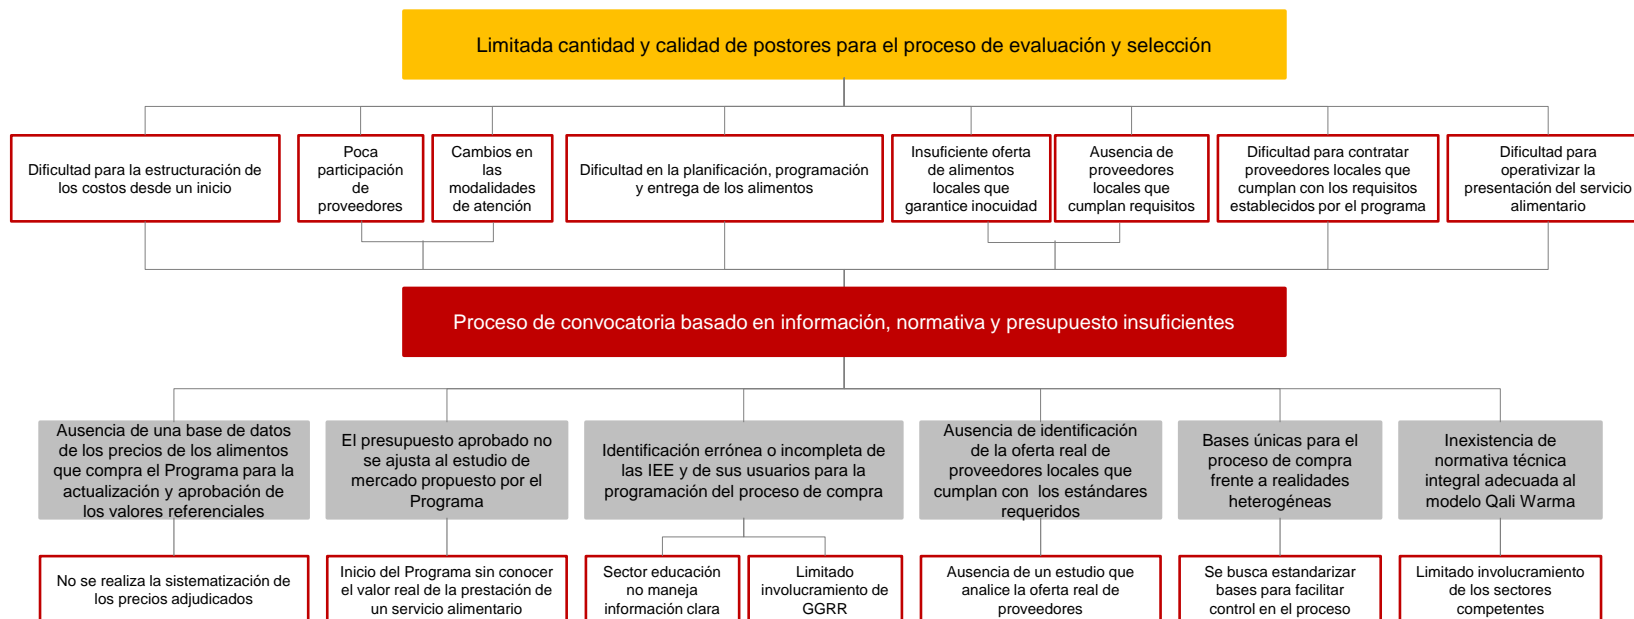 Limitada cantidad y calidad de postores para el proceso de evaluación y selección
Dificultad para la estructuración de
los costos desde un inicio
Poca
participación
de
proveedores
Cambios en
las
modalidades
de atención
Dificultad en la planificación, programación
y entrega de los alimentos
Insuficiente oferta
de alimentos
locales que
garantice inocuidad
Ausencia de
proveedores
locales que
cumplan requisitos
Dificultad para contratar
proveedores locales que
cumplan con los requisitos
establecidos por el programa
Dificultad para
operativizar la
presentación del servicio
alimentario
Proceso de convocatoria basado en información, normativa y presupuesto insuficientes
Ausencia de una base de datos
de los precios de los alimentos
que compra el Programa para la
actualización y aprobación de
los valores referenciales
El presupuesto aprobado no
se ajusta al estudio de
mercado propuesto por el
Programa
Identificación errónea o incompleta de
las IEE y de sus usuarios para la
programación del proceso de compra
Ausencia de identificación
de la oferta real de
proveedores locales que
cumplan con los estándares
requeridos
Bases únicas para el
proceso de compra
frente a realidades
heterogéneas
Inexistencia de
normativa técnica
integral adecuada al
modelo Qali Warma
No se realiza la sistematización de
los precios adjudicados
Inicio del Programa sin conocer
el valor real de la prestación de
un servicio alimentario
Sector educación
no maneja
información clara
Limitado
involucramiento de
GGRR
Ausencia de un estudio que
analice la oferta real de
proveedores
Se busca estandarizar
bases para facilitar
control en el proceso
Limitado involucramiento
de los sectores
competentes